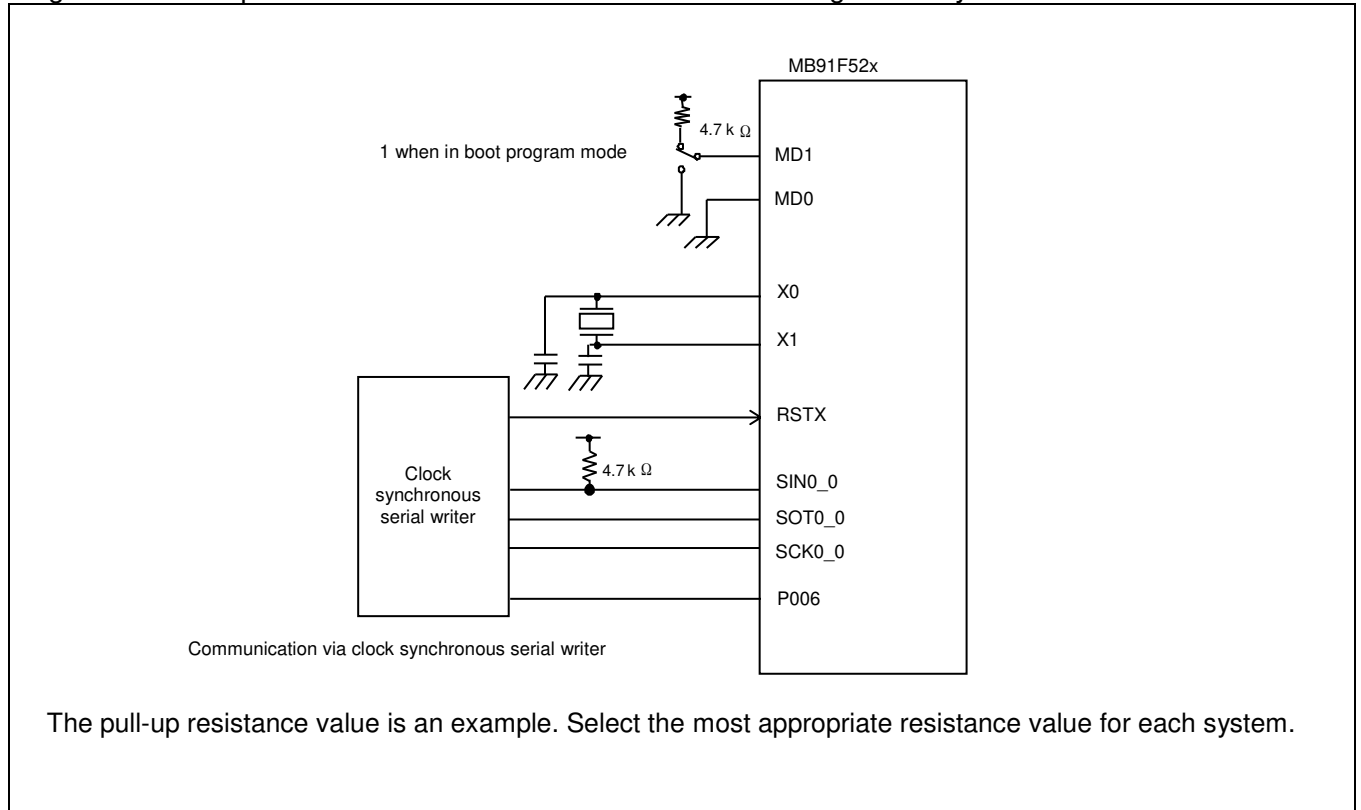 MB91F52x
4.7 k Ω
1 when in boot program mode
MD1
MD0
X0
X1
RSTX
4.7 k Ω
Clock
synchronous
serial writer
SIN0_0
SOT0_0
SCK0_0
P006
Communication via clock synchronous serial writer
The pull-up resistance value is an example. Select the most appropriate resistance value for each system.